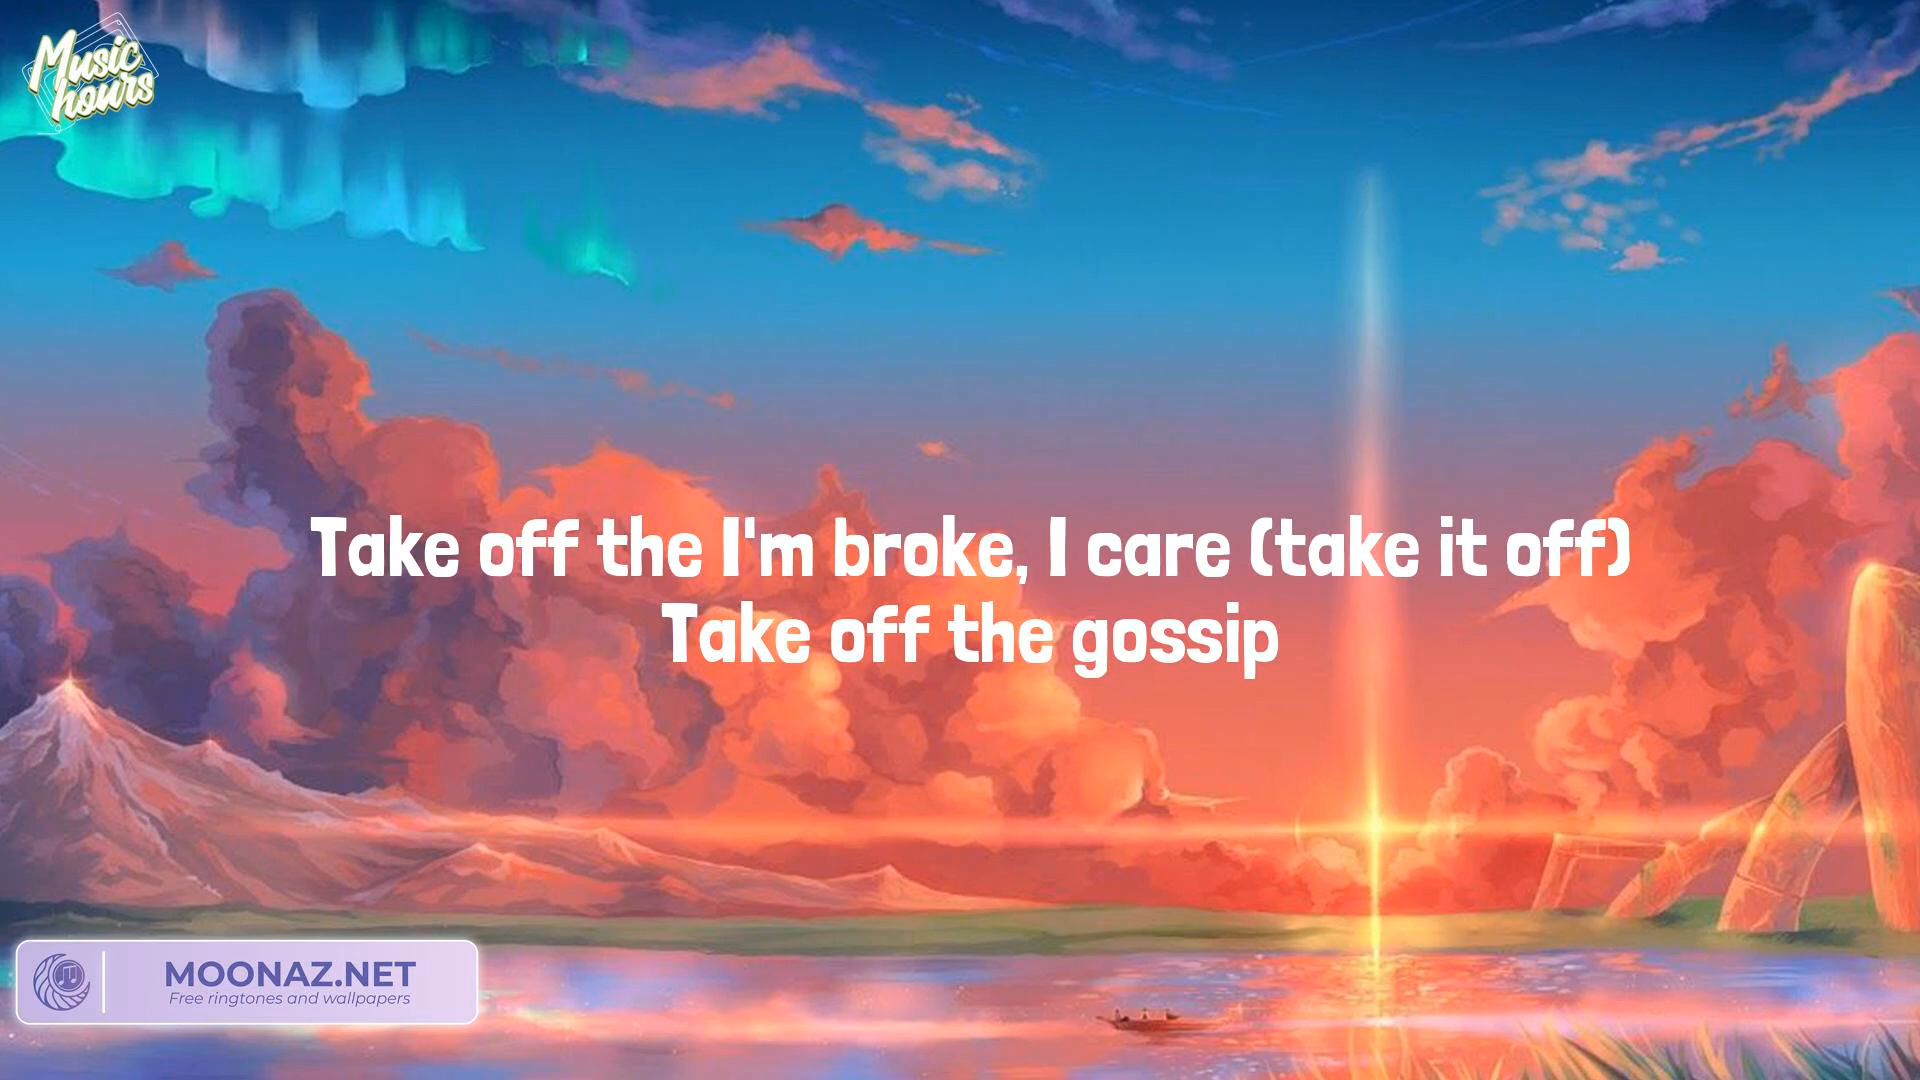 Music
hours
Take off the I'm broke, I care (take it off)
Take off the gossip
MOONAZ.NET
Free ringtones and wallpapers